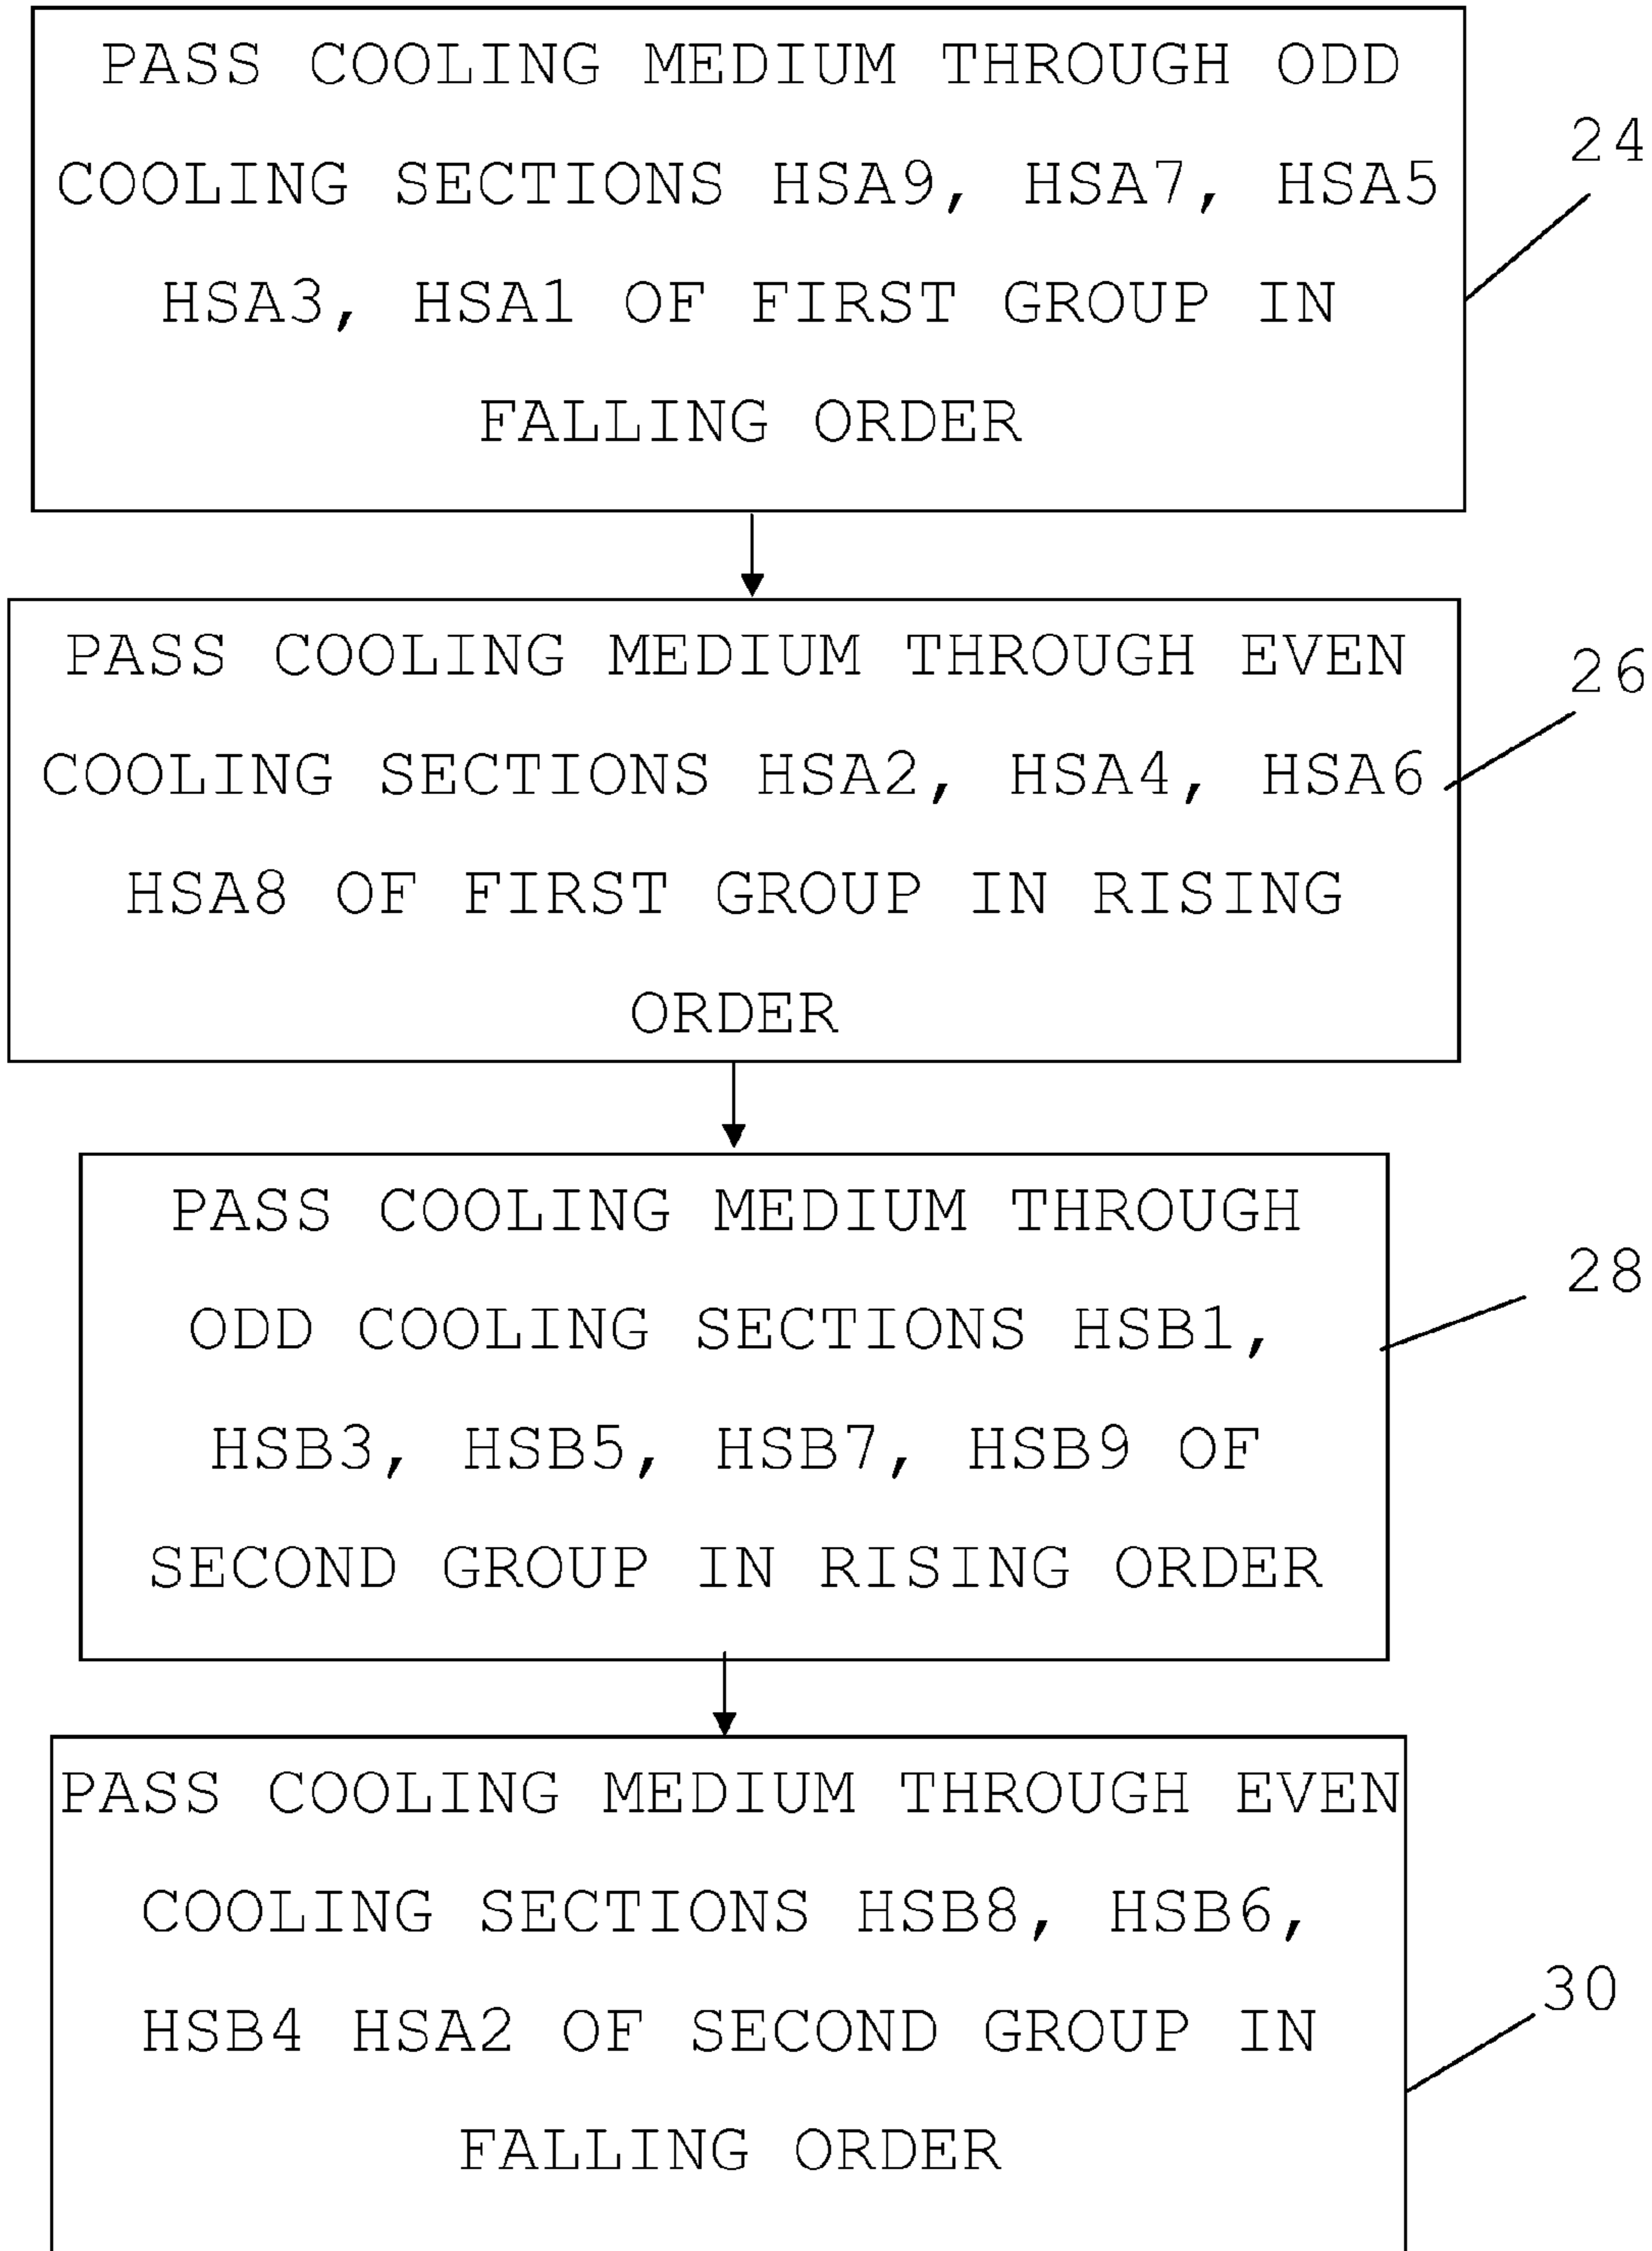 PASS COOLING MEDIUM THROUGH ODD
COOLING SECTIONS HSA9, HSA7, HSA5
HSA3, HSA1 OF FIRST GROUP IN
FALLING ORDER
24
PASS COOLING MEDIUM THROUGH EVEN
COOLING SECTIONS HSA2, HSA4, HSA6
HSA8 OF FIRST GROUP IN RISING
ORDER
26
PASS COOLING MEDIUM THROUGH
ODD COOLING SECTIONS HSB1,
HSB3, HSB5, HSB7, HSB9 OF
SECOND GROUP IN RISING ORDER
28
PASS COOLING MEDIUM THROUGH EVEN
COOLING SECTIONS HSB8, HSB6,
HSB4 HSA2 OF SECOND GROUP IN
FALLING ORDER
30